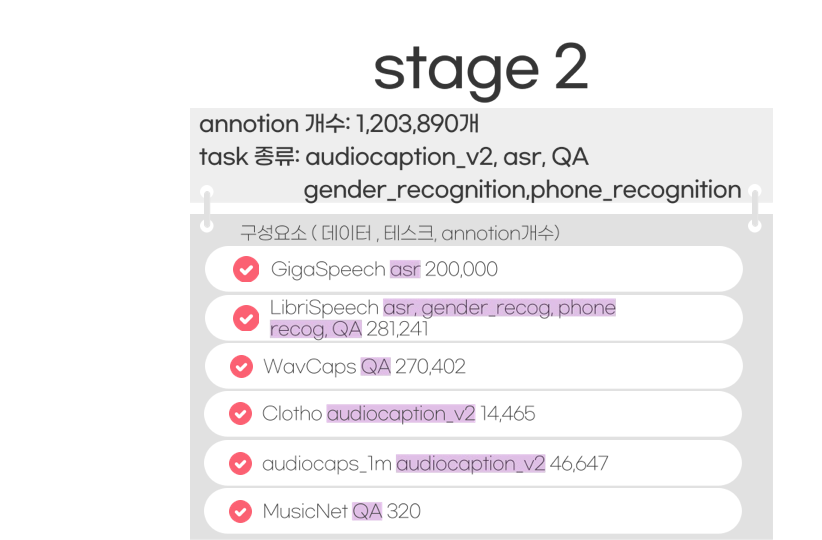 stage 2
annotion 개수: 1,203,890개
task 종류: audiocaption_v2, asr, QA
gender_recognition,phone_recognition
구성요소 ( 데이터 , 테스크, annotion개수)
GigaSpeech asr 200,000
LibriSpeech asr, gender_recog, phone
recog, QA 281,241
WavCaps QA 270,402
Clotho audiocaption_v2 14,465
audiocaps_1m audiocaption_v2 46,647
MusicNet QA 320